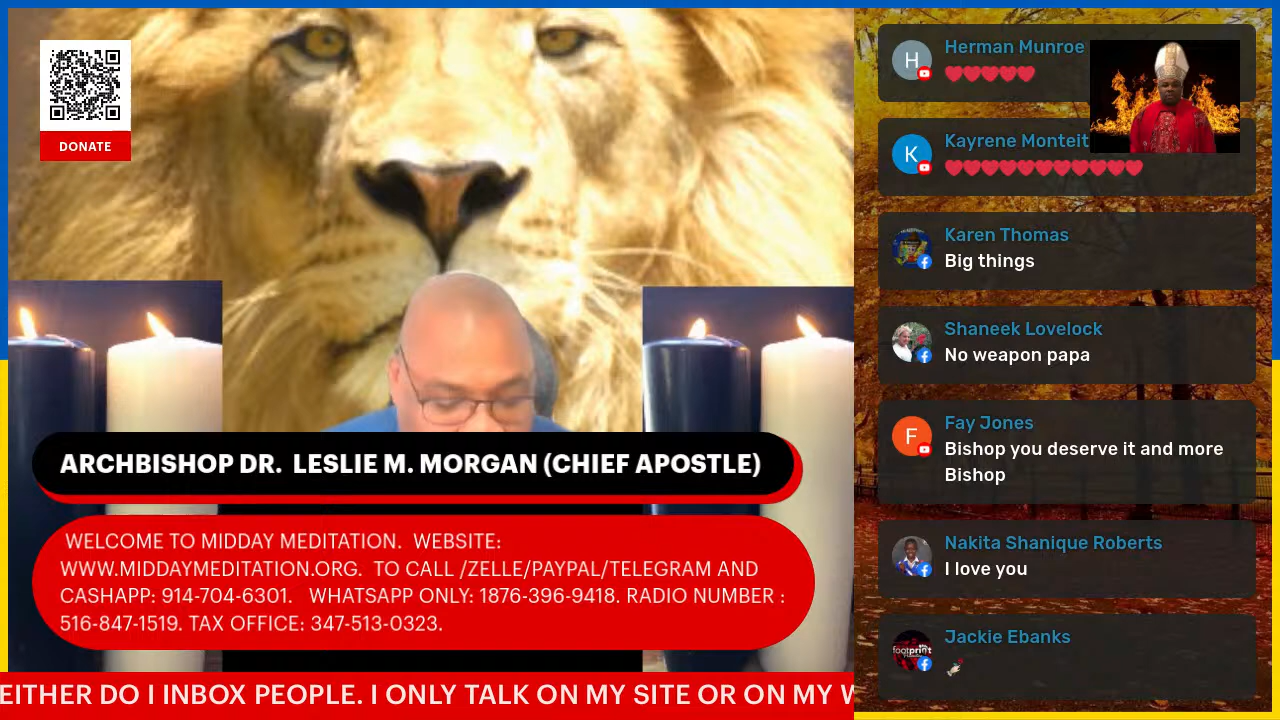 DONATE
ARCHBISHOP DR. LESLIE M. MORGAN (CHIEF APOSTLE)
WELCOME TO MIDDAY MEDITATION. WEBSITE:
WWW.MIDDAYMEDITATION.ORG. TO CALL /ZELLE/PAYPAL/TELEGRAM AND
CASHAPP: 914-704-6301. WHATSAPP ONLY: 1876-396-9418. RADIO NUMBER :
516-847-1519. TAX OFFICE: 347-513-0323.
EITHER DO I INBOX PEOPLE. I ONLY TALK ON MY SITE OR ON MY W
H
Herman Munroe
❤️❤️❤️❤️❤️
K
Kayrene Monteit
❤️❤️❤️❤️❤️❤️❤️❤️❤️❤️❤️
Karen Thomas
Big things
Shaneek Lovelock
No weapon papa
F
Fay Jones
Bishop you deserve it and more
Bishop
Nakita Shanique Roberts
I love you
footprint
Jackie Ebanks